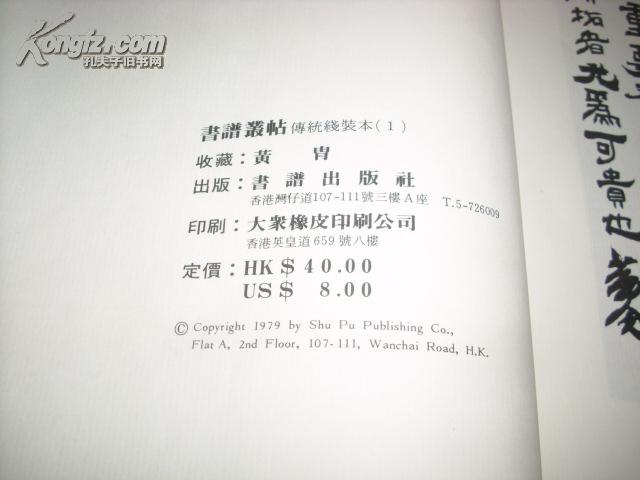 Kongfz.com
孔夫子旧书网
書譜叢帖 傳統綫裝本(1)
收藏：黃 冑
出版：書譜出版社
香港灣仔道107-111號三樓A座 T.5-726009
印刷：大衆橡皮印刷公司
香港英皇道659號八樓
定價：HK$ 40.00
US$ 8.00
© Copyright 1979 by Shu Pu Publishing Co.,
Flat A, 2nd Floor, 107-111, Wanchai Road, H.K.
拓者尤爲可貴也